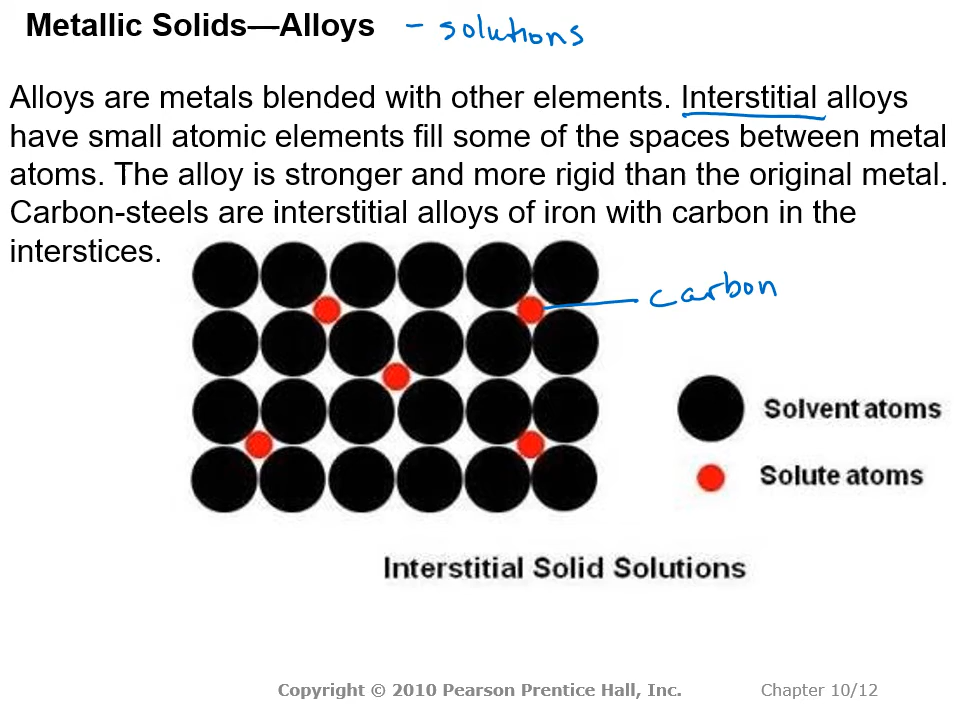 Metallic Solids—Alloys - solutions
Alloys are metals blended with other elements. Interstitial alloys
have small atomic elements fill some of the spaces between metal
atoms. The alloy is stronger and more rigid than the original metal.
Carbon-steels are interstitial alloys of iron with carbon in the
interstices.
carbon
Solvent atoms
Solute atoms
Interstitial Solid Solutions
Copyright © 2010 Pearson Prentice Hall, Inc. Chapter 10/12